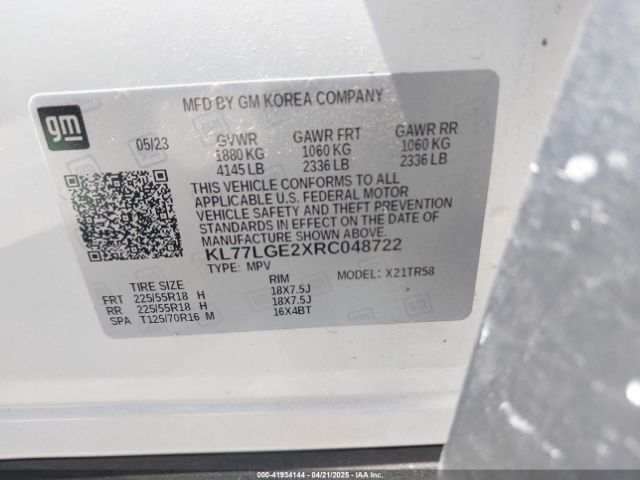 gm
MFD BY GM KOREA COMPANY
05/23 GVWR GAWR FRT GAWR RR
1880 KG 1060 KG 1060 KG
4145 LB 2336 LB 2336 LB
THIS VEHICLE CONFORMS TO ALL
APPLICABLE U.S. FEDERAL MOTOR
VEHICLE SAFETY AND THEFT PREVENTION
STANDARDS IN EFFECT ON THE DATE OF
MANUFACTURE SHOWN ABOVE.
KL77LGE2XRC048722
TYPE: MPV MODEL: X21TR58
TIRE SIZE RIM
FRT 225/55R18 H 18X7.5J
RR 225/55R18 H 18X7.5J
SPA T125/70R16 M 16X4BT
STOCK #: 41934144 - 04/21/2025 - IAAI.COM